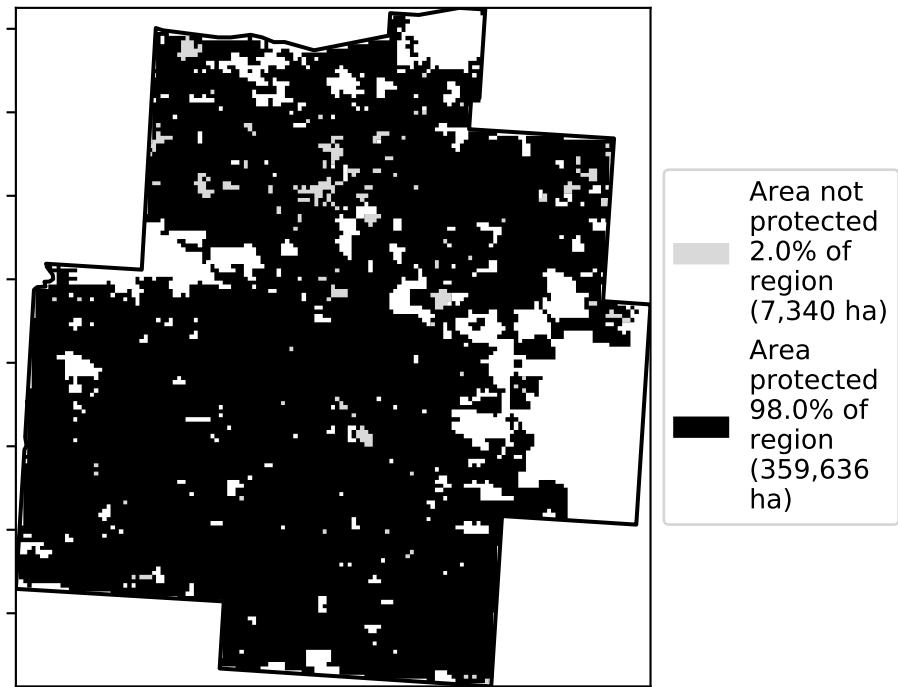 Area not
protected
2.0% of
region
(7,340 ha)
Area
protected
98.0% of
region
(359,636
ha)